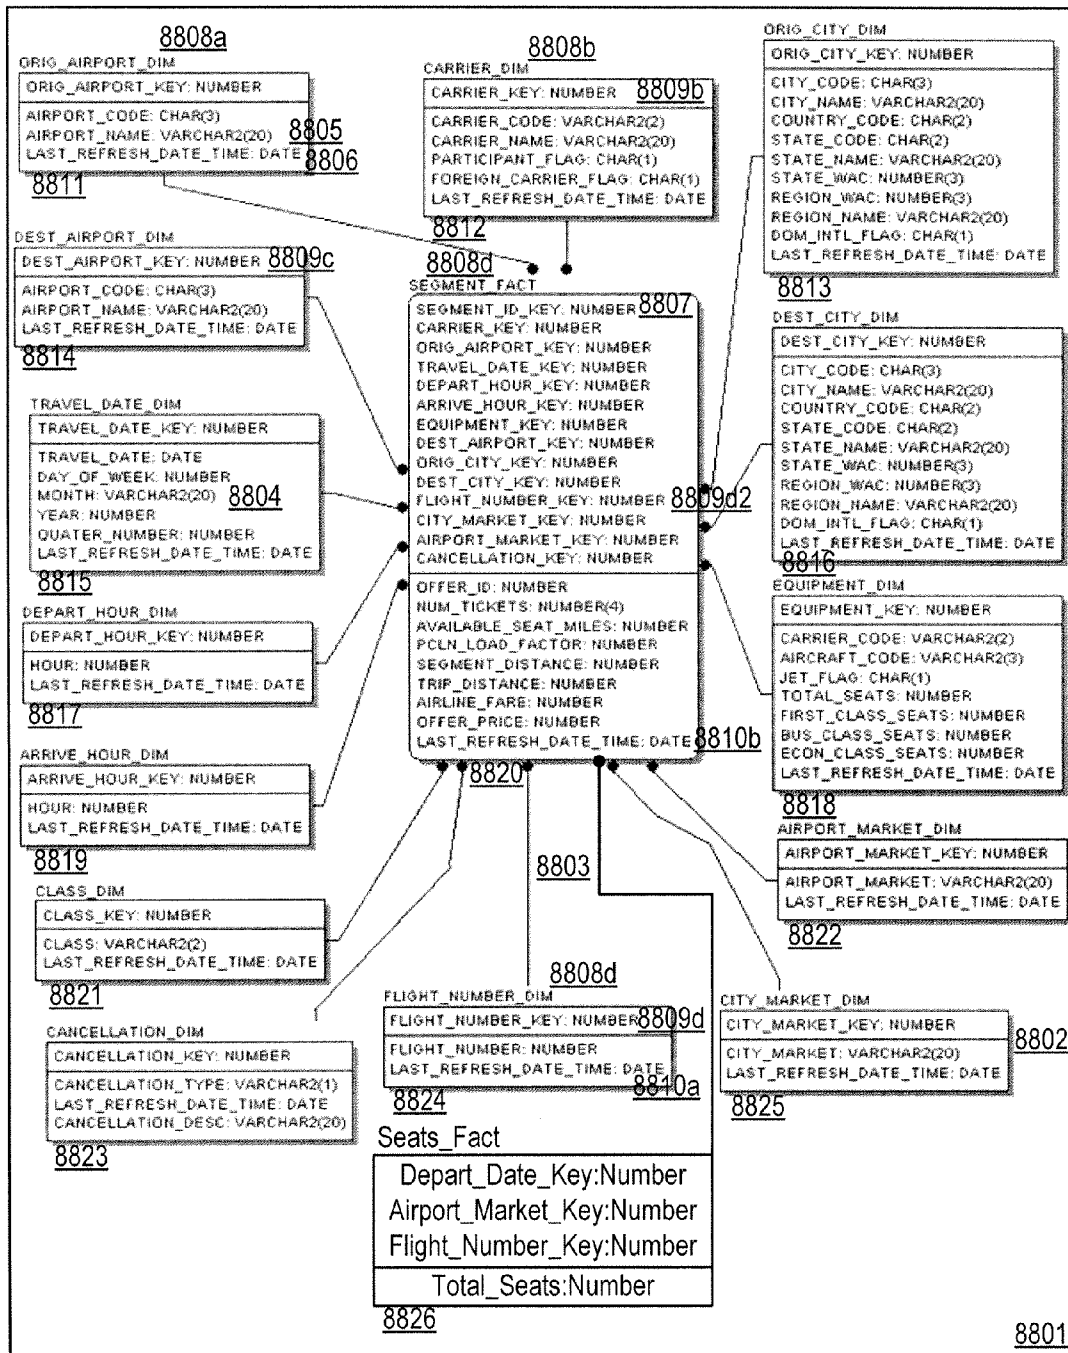 8808a
ORIG_AIRPORT_DIM
ORIG_AIRPORT_KEY: NUMBER
AIRPORT_CODE: CHAR(3)
AIRPORT_NAME: VARCHAR2(20)
8805
LAST_REFRESH_DATE_TIME: DATE
8806
8811
8808b
CARRIER_DIM
CARRIER_KEY: NUMBER
8809b
CARRIER_CODE: VARCHAR2(2)
CARRIER_NAME: VARCHAR2(20)
PARTICIPANT_FLAG: CHAR(1)
FOREIGN_CARRIER_FLAG: CHAR(1)
LAST_REFRESH_DATE_TIME: DATE
8812
ORIG_CITY_DIM
ORIG_CITY_KEY: NUMBER
CITY_CODE: CHAR(3)
CITY_NAME: VARCHAR2(20)
COUNTRY_CODE: CHAR(2)
STATE_CODE: CHAR(2)
STATE_NAME: VARCHAR2(20)
STATE_WAC: NUMBER(3)
REGION_WAC: NUMBER(3)
REGION_NAME: VARCHAR2(20)
DOM_INTL_FLAG: CHAR(1)
LAST_REFRESH_DATE_TIME: DATE
8813
DEST_AIRPORT_DIM
DEST_AIRPORT_KEY: NUMBER
8809c
AIRPORT_CODE: CHAR(3)
AIRPORT_NAME: VARCHAR2(20)
LAST_REFRESH_DATE_TIME: DATE
8814
8808d
SEGMENT_FACT
SEGMENT_ID_KEY: NUMBER
8807
CARRIER_KEY: NUMBER
ORIG_AIRPORT_KEY: NUMBER
TRAVEL_DATE_KEY: NUMBER
DEPART_HOUR_KEY: NUMBER
ARRIVE_HOUR_KEY: NUMBER
EQUIPMENT_KEY: NUMBER
DEST_AIRPORT_KEY: NUMBER
ORIG_CITY_KEY: NUMBER
DEST_CITY_KEY: NUMBER
FLIGHT_NUMBER_KEY: NUMBER
8809d2
CITY_MARKET_KEY: NUMBER
AIRPORT_MARKET_KEY: NUMBER
CANCELLATION_KEY: NUMBER
OFFER_ID: NUMBER
NUM_TICKETS: NUMBER(4)
AVAILABLE_SEAT_MILES: NUMBER
PCLN_LOAD_FACTOR: NUMBER
SEGMENT_DISTANCE: NUMBER
TRIP_DISTANCE: NUMBER
AIRLINE_FARE: NUMBER
OFFER_PRICE: NUMBER
LAST_REFRESH_DATE_TIME: DATE
8810b
8820
DEST_CITY_DIM
DEST_CITY_KEY: NUMBER
CITY_CODE: CHAR(3)
CITY_NAME: VARCHAR2(20)
COUNTRY_CODE: CHAR(2)
STATE_CODE: CHAR(2)
STATE_NAME: VARCHAR2(20)
STATE_WAC: NUMBER(3)
REGION_WAC: NUMBER(3)
REGION_NAME: VARCHAR2(20)
DOM_INTL_FLAG: CHAR(1)
LAST_REFRESH_DATE_TIME: DATE
8816
TRAVEL_DATE_DIM
TRAVEL_DATE_KEY: NUMBER
TRAVEL_DATE: DATE
DAY_OF_WEEK: NUMBER
MONTH: VARCHAR2(20)
8804
YEAR: NUMBER
QUATER_NUMBER: NUMBER
LAST_REFRESH_DATE_TIME: DATE
8815
DEPART_HOUR_DIM
DEPART_HOUR_KEY: NUMBER
HOUR: NUMBER
LAST_REFRESH_DATE_TIME: DATE
8817
EQUIPMENT_DIM
EQUIPMENT_KEY: NUMBER
CARRIER_CODE: VARCHAR2(2)
AIRCRAFT_CODE: VARCHAR2(3)
JET_FLAG: CHAR(1)
TOTAL_SEATS: NUMBER
FIRST_CLASS_SEATS: NUMBER
BUS_CLASS_SEATS: NUMBER
ECON_CLASS_SEATS: NUMBER
LAST_REFRESH_DATE_TIME: DATE
8818
ARRIVE_HOUR_DIM
ARRIVE_HOUR_KEY: NUMBER
HOUR: NUMBER
LAST_REFRESH_DATE_TIME: DATE
8819
8803
AIRPORT_MARKET_DIM
AIRPORT_MARKET_KEY: NUMBER
AIRPORT_MARKET: VARCHAR2(20)
LAST_REFRESH_DATE_TIME: DATE
8822
CLASS_DIM
CLASS_KEY: NUMBER
CLASS: VARCHAR2(2)
LAST_REFRESH_DATE_TIME: DATE
8821
8808d
FLIGHT_NUMBER_DIM
FLIGHT_NUMBER_KEY: NUMBER
8809d
FLIGHT_NUMBER: NUMBER
LAST_REFRESH_DATE_TIME: DATE
8810a
8824
CITY_MARKET_DIM
CITY_MARKET_KEY: NUMBER
8802
CITY_MARKET: VARCHAR2(20)
LAST_REFRESH_DATE_TIME: DATE
8825
CANCELLATION_DIM
CANCELLATION_KEY: NUMBER
CANCELLATION_TYPE: VARCHAR2(1)
LAST_REFRESH_DATE_TIME: DATE
CANCELLATION_DESC: VARCHAR2(20)
8823
Seats_Fact
Depart_Date_Key:Number
Airport_Market_Key:Number
Flight_Number_Key:Number
Total_Seats:Number
8826
8801